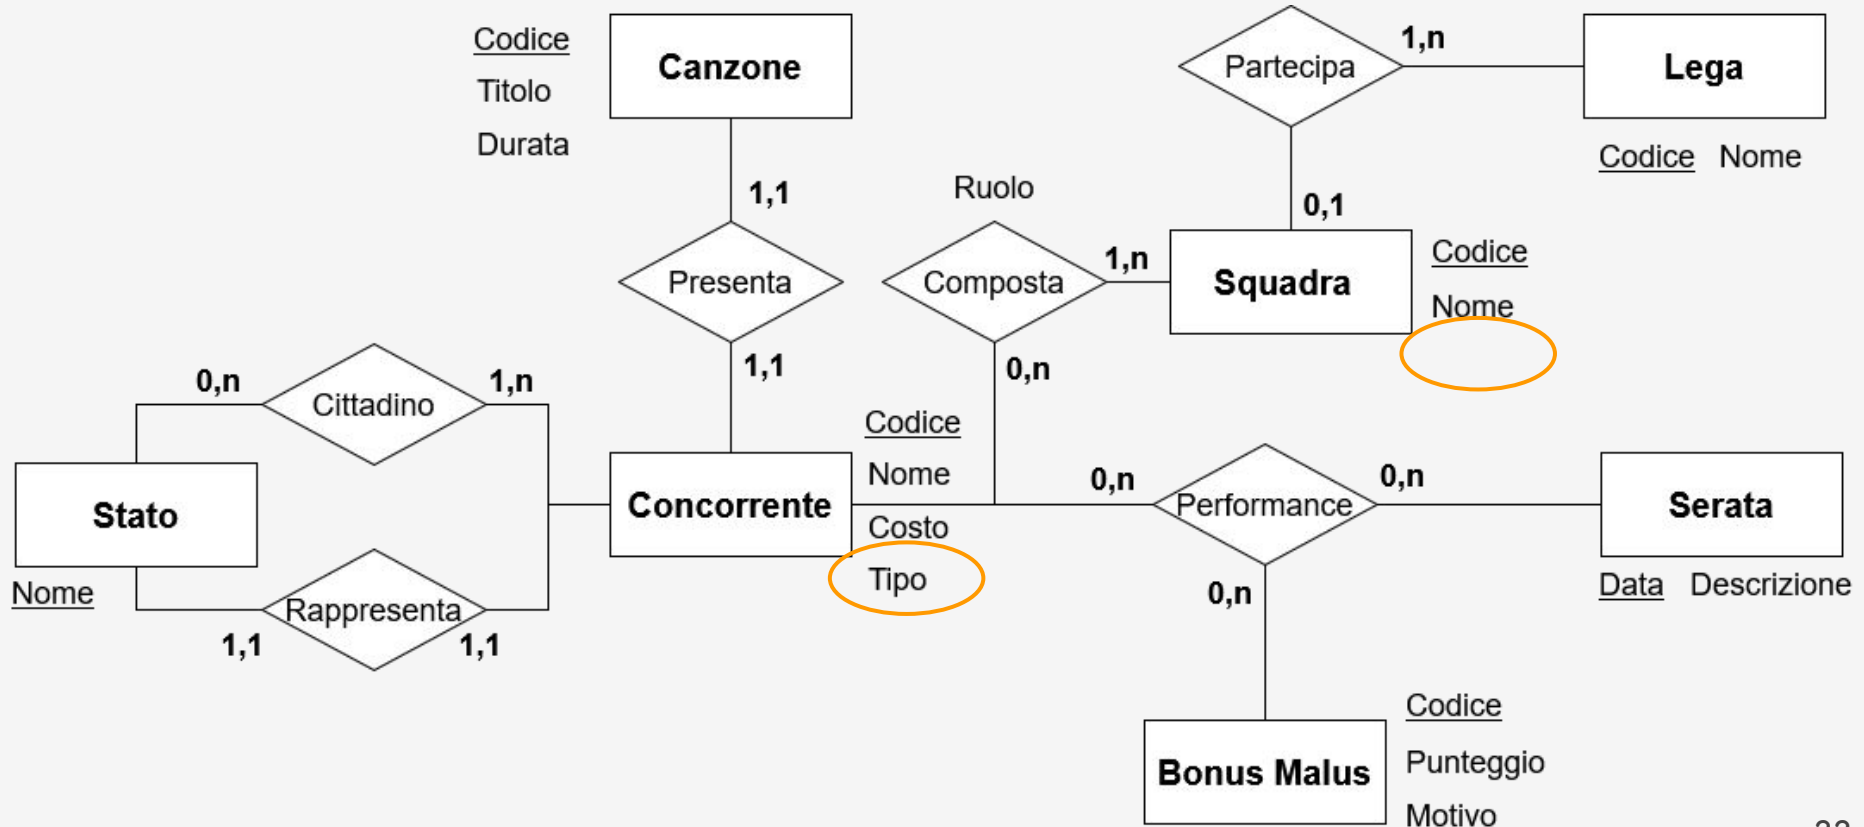 Codice
Titolo
Durata
Canzone
1,1
Presenta
1,1
Partecipa
1,n
Lega
Codice Nome
0,1
Ruolo
Composta
1,n
Squadra
Codice
Nome
0,n
0,n
Cittadino
1,n
Stato
Nome
Rappresenta
1,1
1,1
Concorrente
Codice
Nome
Costo
Tipo
0,n
Performance
0,n
Serata
Data Descrizione
0,n
Bonus Malus
Codice
Punteggio
Motivo